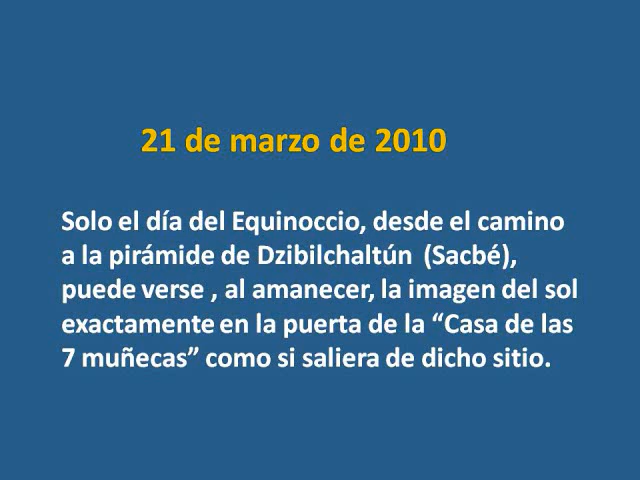 21 de marzo de 2010
Solo el día del Equinoccio, desde el camino
a la pirámide de Dzibilchaltún (Sacbé),
puede verse , al amanecer, la imagen del sol
exactamente en la puerta de la “Casa de las
7 muñecas” como si saliera de dicho sitio.